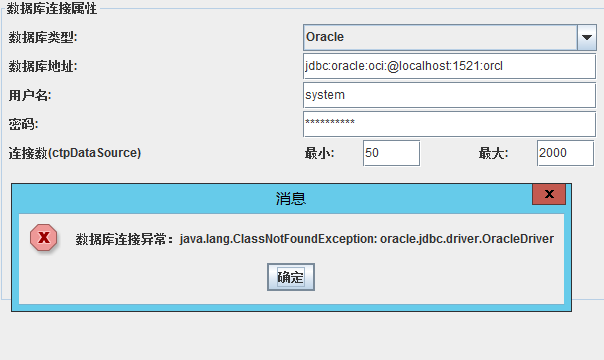 数据库连接属性
数据库类型: Oracle
数据库地址: jdbc:oracle:oci:@localhost:1521:orcl
用户名: system
密码: **********
连接数(ctpDataSource) 最小: 50 最大: 2000
消息 x
数据库连接异常：java.lang.ClassNotFoundException: oracle.jdbc.driver.OracleDriver
确定